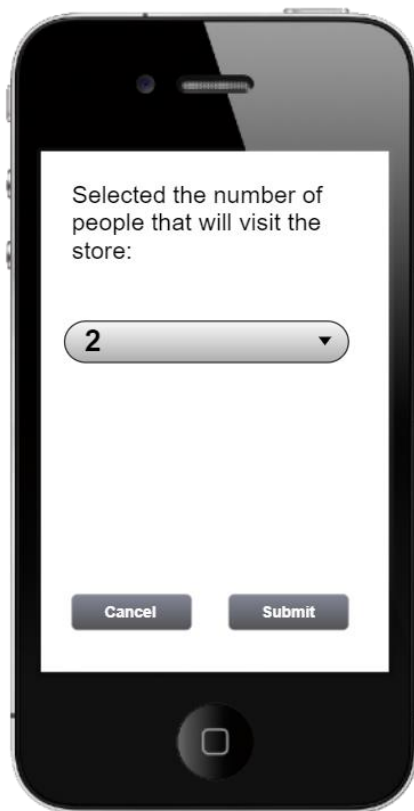 Selected the number of
people that will visit the
store:
2
Cancel Submit